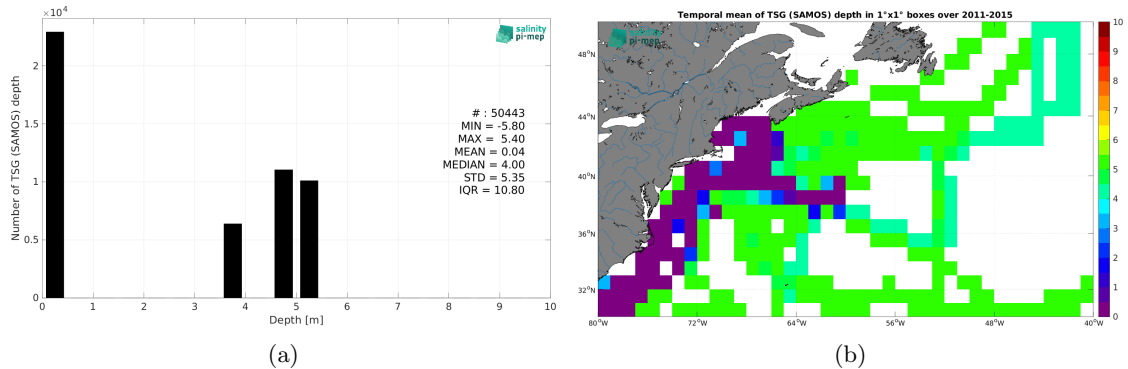 ×10⁴
salinity
pi-mep
Number of TSG (SAMOS) depth
2
1.5
1
0.5
0
# : 50443
MIN = -5.80
MAX = 5.40
MEAN = 0.04
MEDIAN = 4.00
STD = 5.35
IQR = 10.80
0 1 2 3 4 5 6 7 8 9 10
Depth [m]
(a)
Temporal mean of TSG (SAMOS) depth in 1°x1° boxes over 2011-2015
salinity
pi-mep
48°N
44°N
40°N
36°N
32°N
80°W 72°W 64°W 56°W 48°W 40°W
10
9
8
7
6
5
4
3
2
1
0
(b)